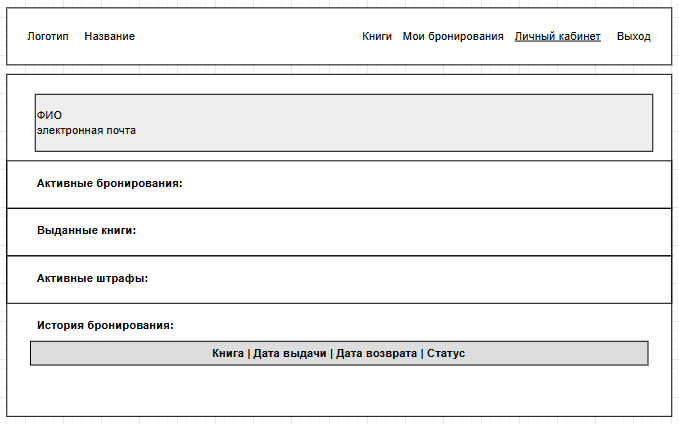 Логотип Название Книги Мои бронирования Личный кабинет Выход
ФИО
электронная почта
Активные бронирования:
Выданные книги:
Активные штрафы:
История бронирования:
Книга | Дата выдачи | Дата возврата | Статус